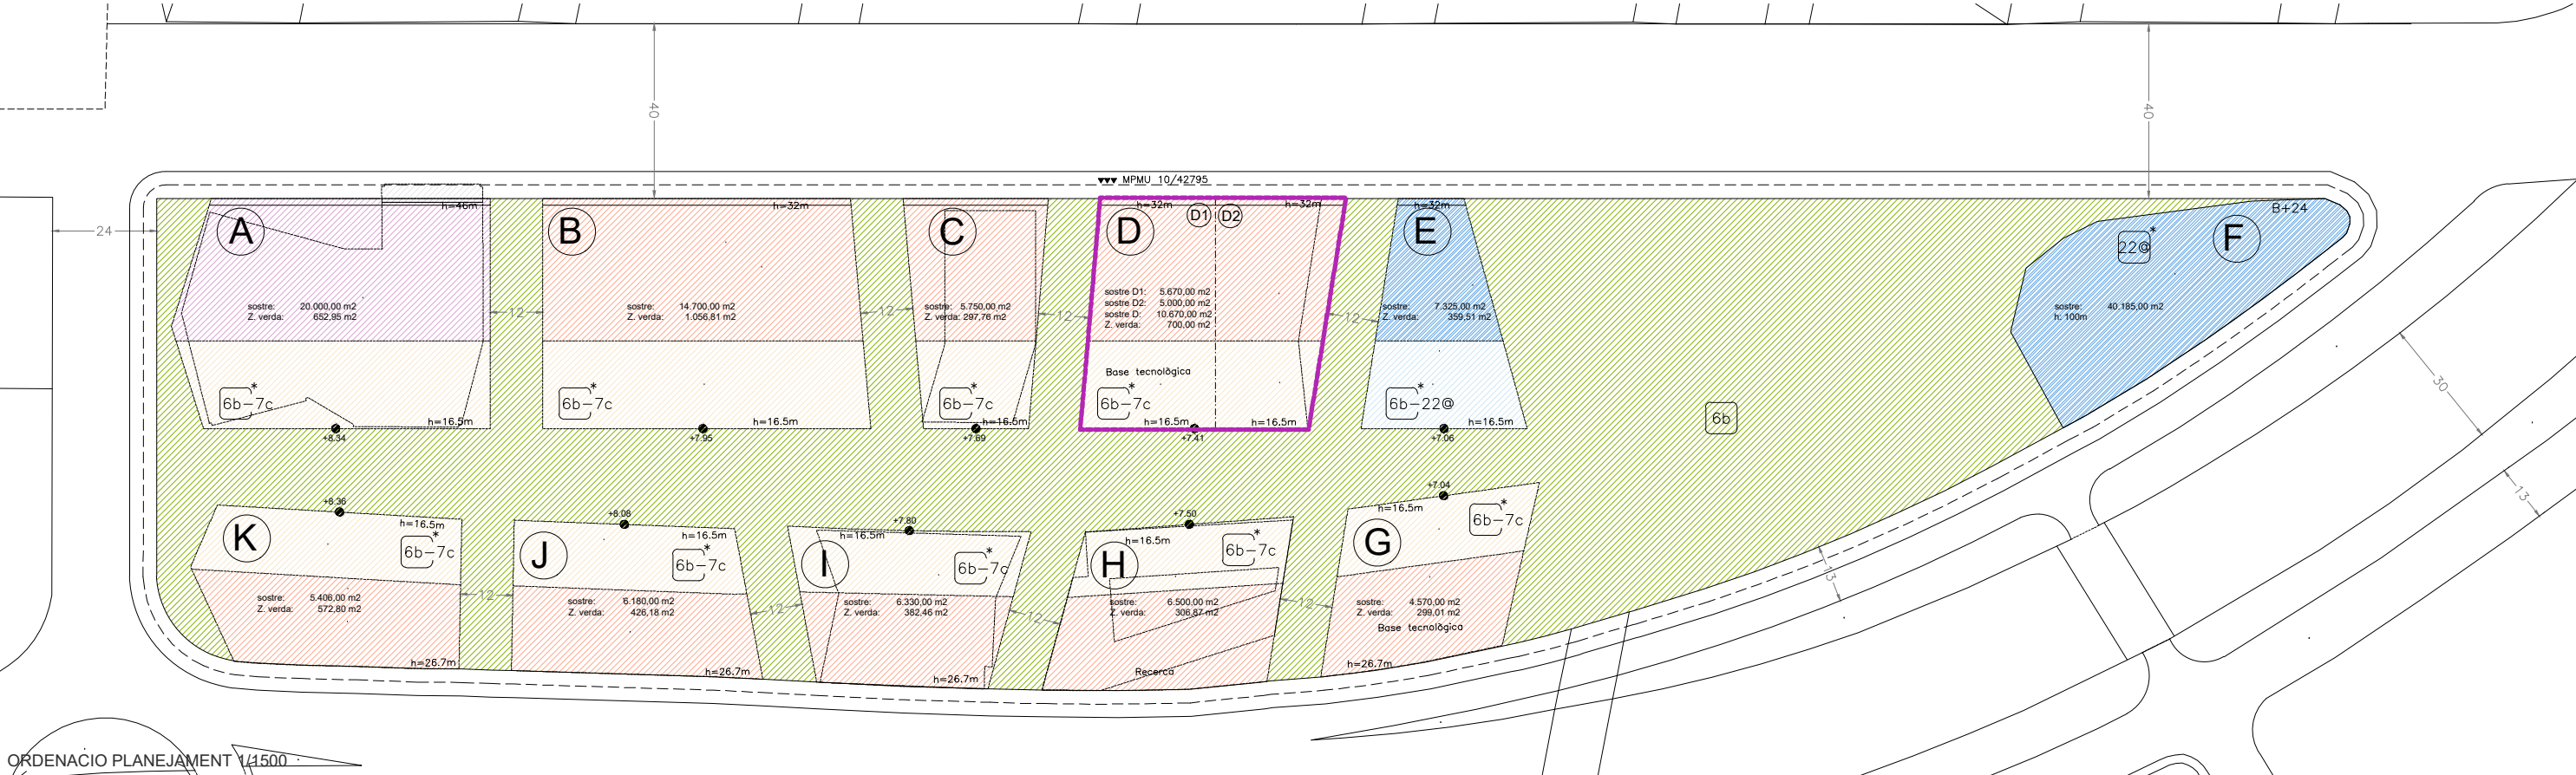 40
40
▾▾▾ MPMU 10/42795
24
A
h=46m
sostre: 20.000,00 m2
Z. verda: 652,95 m2
6b-7c*
h=16.5m
+8.34
12
B
h=32m
sostre: 14.700,00 m2
Z. verda: 1.056,81 m2
6b-7c*
h=16.5m
+7.95
12
C
sostre: 5.750,00 m2
Z. verda: 297,76 m2
6b-7c*
h=16.5m
+7.69
12
D
h=32m
D1
D2
h=32m
sostre D1: 5.670,00 m2
sostre D2: 5.000,00 m2
sostre D: 10.670,00 m2
Z. verda: 700,00 m2
Base tecnològica
6b-7c*
h=16.5m
h=16.5m
+7.41
12
E
h=32m
sostre: 7.325,00 m2
Z. verda: 359,51 m2
6b-22@*
h=16.5m
+7.06
6b
B+24
22@*
F
sostre: 40.185,00 m2
h: 100m
30
13
13
K
+8.36
h=16.5m
6b-7c*
sostre: 5.406,00 m2
Z. verda: 572,80 m2
h=26.7m
12
J
+8.08
h=16.5m
6b-7c*
sostre: 6.180,00 m2
Z. verda: 426,18 m2
h=26.7m
12
I
+7.80
h=16.5m
6b-7c*
sostre: 6.330,00 m2
Z. verda: 382,46 m2
h=26.7m
12
H
+7.50
h=16.5m
6b-7c*
sostre: 6.500,00 m2
Z. verda: 306,87 m2
Recerca
12
G
+7.04
h=16.5m
6b-7c*
sostre: 4.570,00 m2
Z. verda: 299,01 m2
Base tecnològica
h=26.7m
ORDENACIO PLANEJAMENT 1/1500